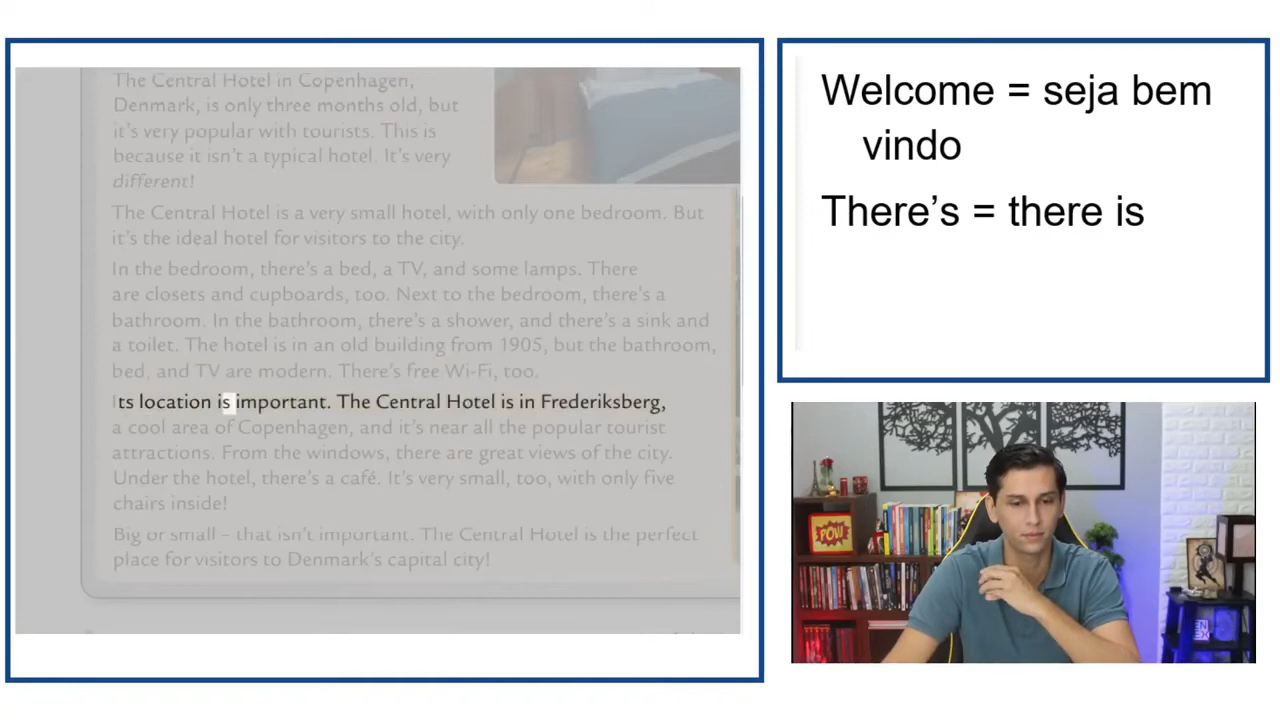 The Central Hotel in Copenhagen,
Denmark, is only three months old, but
it's very popular with tourists. This is
because it isn't a typical hotel. It's very
different!
The Central Hotel is a very small hotel, with only one bedroom. But
it's the ideal hotel for visitors to the city.
In the bedroom, there's a bed, a TV, and some lamps. There
are closets and cupboards, too. Next to the bedroom, there's a
bathroom. In the bathroom, there's a shower, and there's a sink and
a toilet. The hotel is in an old building from 1905, but the bathroom,
bed, and TV are modern. There's free Wi-Fi, too.
Its location is important. The Central Hotel is in Frederiksberg,
a cool area of Copenhagen, and it's near all the popular tourist
attractions. From the windows, there are great views of the city.
Under the hotel, there's a café. It's very small, too, with only five
chairs inside!
Big or small – that isn't important. The Central Hotel is the perfect
place for visitors to Denmark's capital city!
Welcome = seja bem
vindo
There’s = there is
POW!